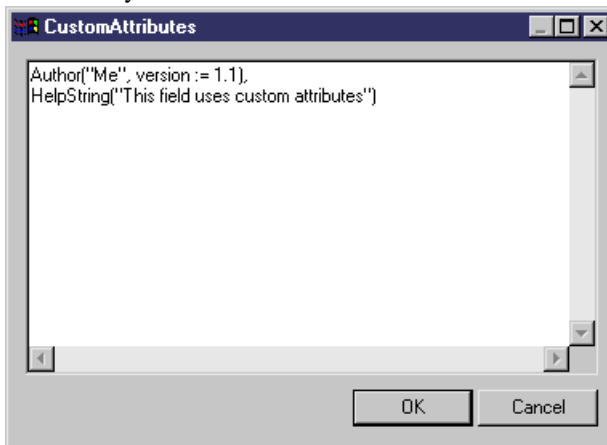 CustomAttributes
Author("Me", version := 1.1),
HelpString("This field uses custom attributes")
OK
Cancel